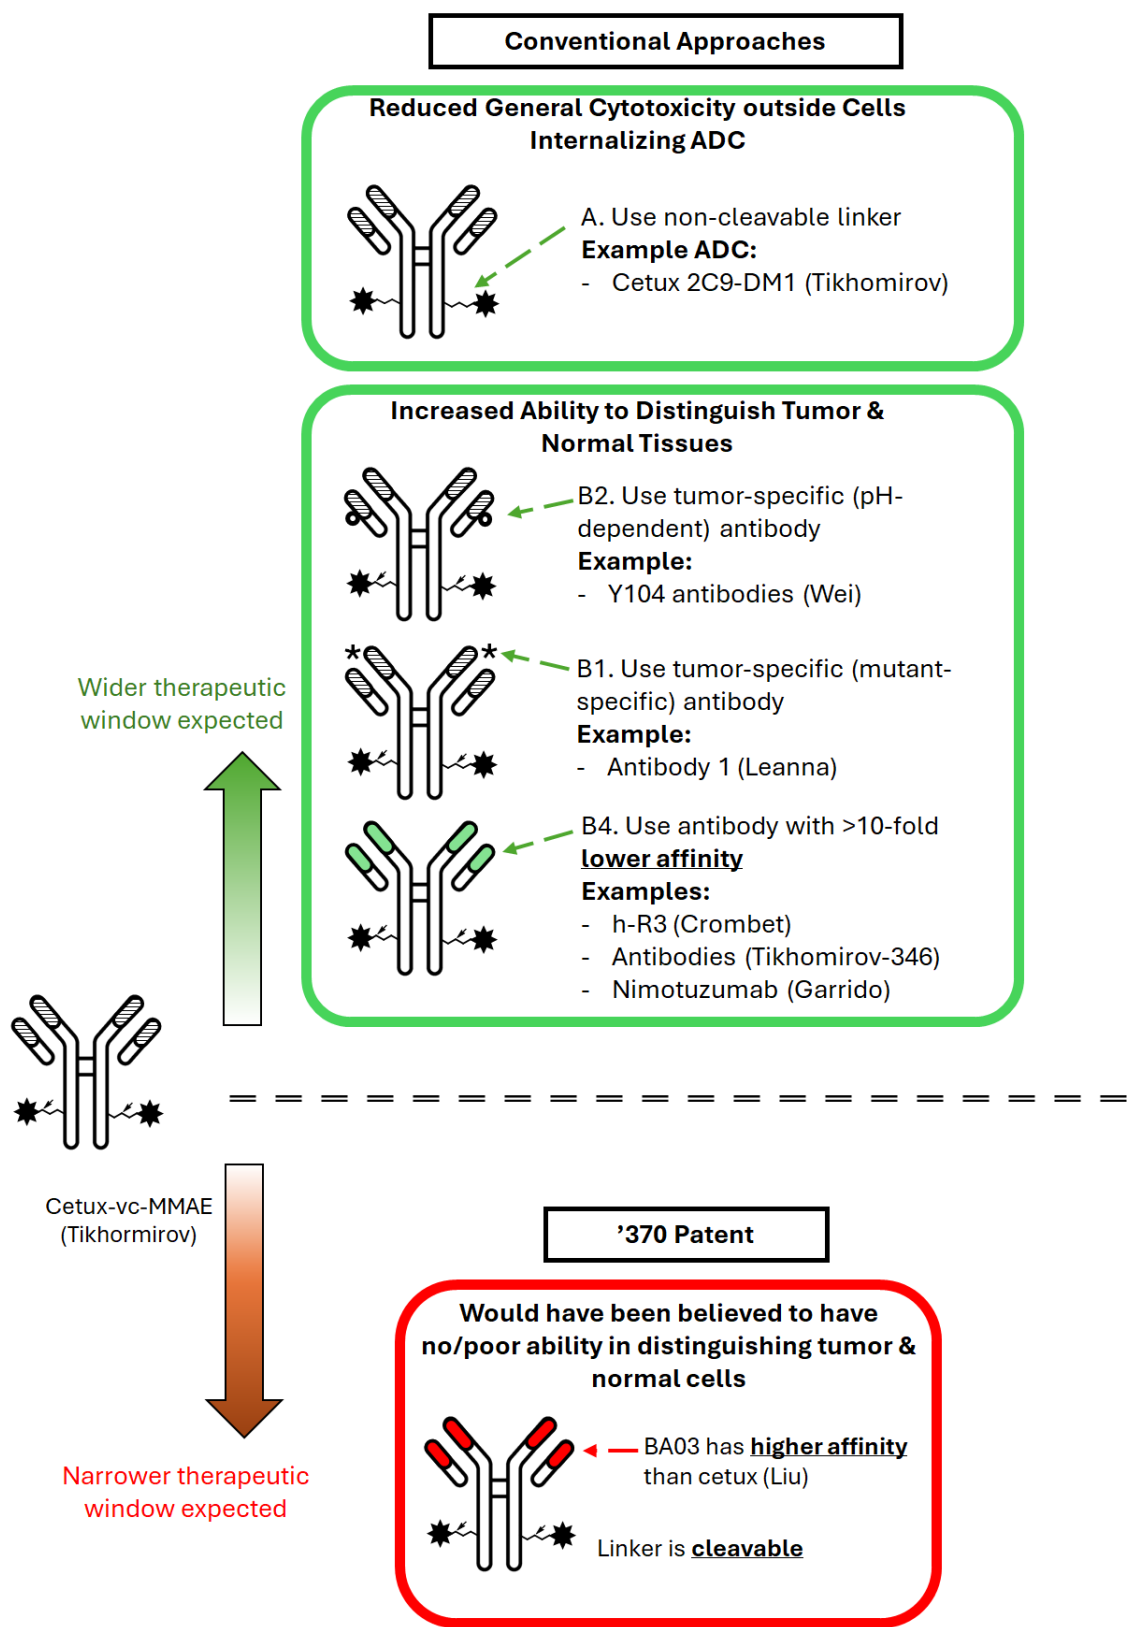 Conventional Approaches
Reduced General Cytotoxicity outside Cells
Internalizing ADC
A. Use non-cleavable linker
Example ADC:
- Cetux 2C9-DM1 (Tikhomirov)
Increased Ability to Distinguish Tumor &
Normal Tissues
B2. Use tumor-specific (pH-
dependent) antibody
Example:
- Y104 antibodies (Wei)
* *
B1. Use tumor-specific (mutant-
specific) antibody
Example:
- Antibody 1 (Leanna)
Wider therapeutic
window expected
B4. Use antibody with >10-fold
lower affinity
Examples:
- h-R3 (Crombet)
- Antibodies (Tikhomirov-346)
- Nimotuzumab (Garrido)
Cetux-vc-MMAE
(Tikhormirov)
’370 Patent
Would have been believed to have
no/poor ability in distinguishing tumor &
normal cells
BA03 has higher affinity
than cetux (Liu)
Linker is cleavable
Narrower therapeutic
window expected